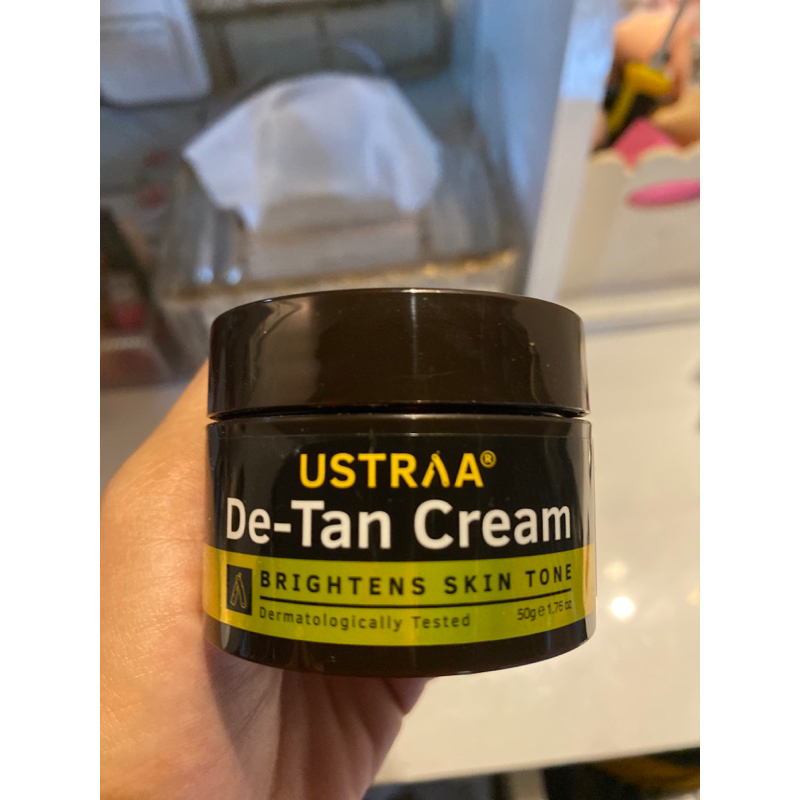 USTRAA®
De-Tan Cream
BRIGHTENS SKIN TONE
Dermatologically Tested
50g e 1.76 oz